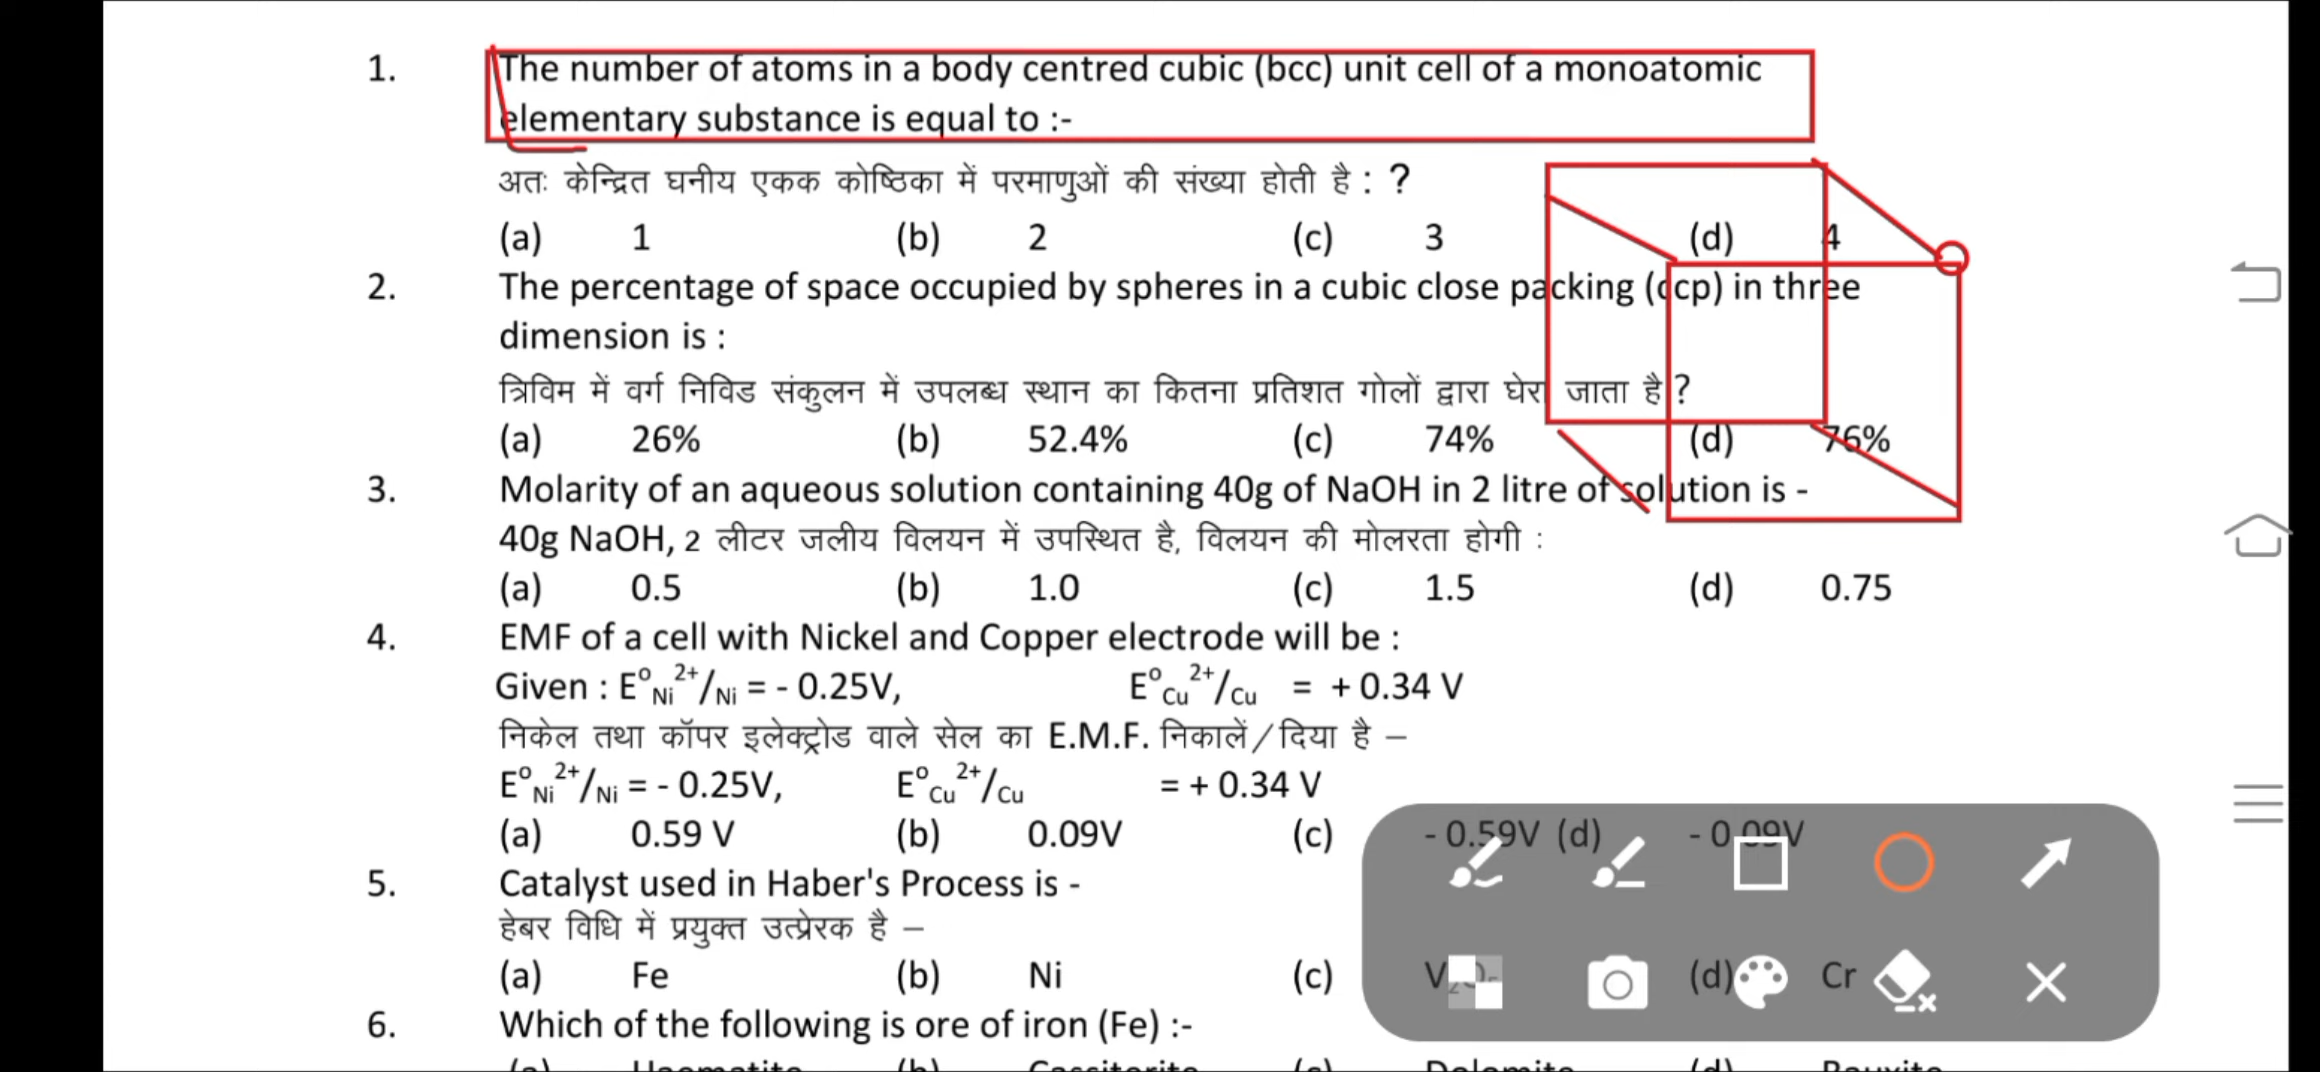 1. The number of atoms in a body centred cubic (bcc) unit cell of a monoatomic
elementary substance is equal to :-
अतः केन्द्रित घनीय एकक कोष्ठिका में परमाणुओं की संख्या होती है : ?
(a) 1 (b) 2 (c) 3 (d) 4
2. The percentage of space occupied by spheres in a cubic close packing (ccp) in three
dimension is :
त्रिविम में वर्ग निविड संकुलन में उपलब्ध स्थान का कितना प्रतिशत गोलों द्वारा घेरा जाता है ?
(a) 26% (b) 52.4% (c) 74% (d) 76%
3. Molarity of an aqueous solution containing 40g of NaOH in 2 litre of solution is -
40g NaOH, 2 लीटर जलीय विलयन में उपस्थित है, विलयन की मोलरता होगी :
(a) 0.5 (b) 1.0 (c) 1.5 (d) 0.75
4. EMF of a cell with Nickel and Copper electrode will be :
Given : E°Ni²⁺/Ni = - 0.25V, E°Cu²⁺/Cu = + 0.34 V
निकेल तथा कॉपर इलेक्ट्रोड वाले सेल का E.M.F. निकालें/दिया है –
E°Ni²⁺/Ni = - 0.25V, E°Cu²⁺/Cu = + 0.34 V
(a) 0.59 V (b) 0.09V (c) - 0.59V (d) - 0.09V
5. Catalyst used in Haber's Process is -
हेबर विधि में प्रयुक्त उत्प्रेरक है –
(a) Fe (b) Ni (c) V₂O₅ (d) Cr
6. Which of the following is ore of iron (Fe) :-
(a) Haematite (b) Cassiterite (c) Dolomite (d) Bauxite